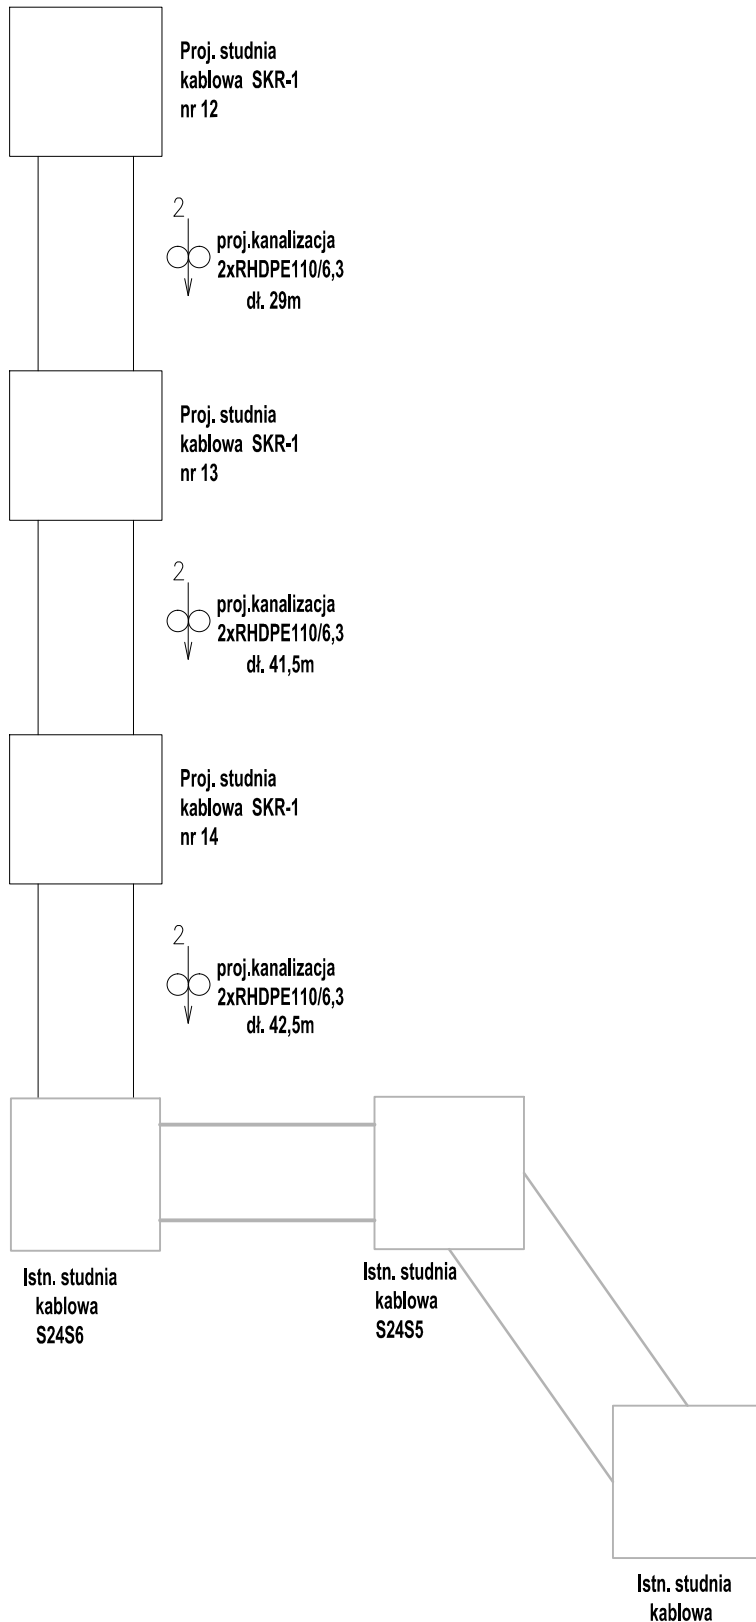 Proj. studnia
kablowa SKR-1
nr 12
2
proj.kanalizacja
2xRHDPE110/6,3
dł. 29m
Proj. studnia
kablowa SKR-1
nr 13
2
proj.kanalizacja
2xRHDPE110/6,3
dł. 41,5m
Proj. studnia
kablowa SKR-1
nr 14
2
proj.kanalizacja
2xRHDPE110/6,3
dł. 42,5m
Istn. studnia
kablowa
S24S6
Istn. studnia
kablowa
S24S5
Istn. studnia
kablowa